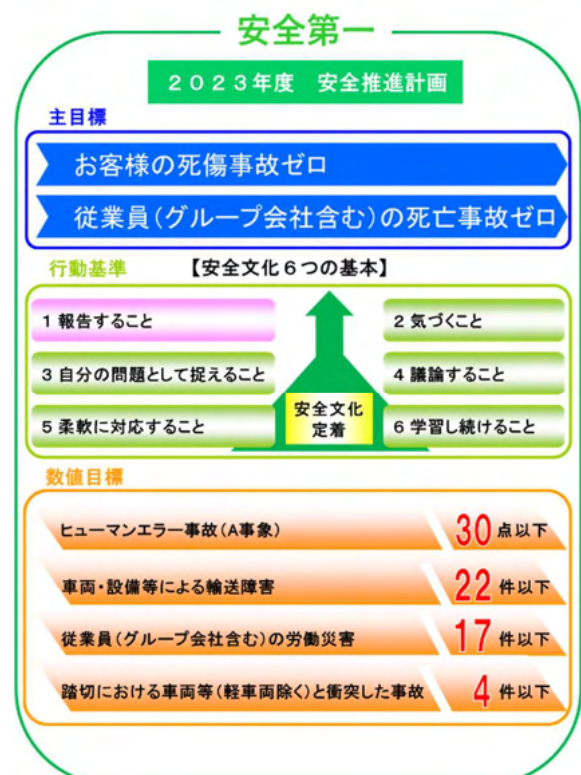 安全第一
2023年度 安全推進計画
主目標
お客様の死傷事故ゼロ
従業員(グループ会社含む)の死亡事故ゼロ
行動基準 【安全文化6つの基本】
1 報告すること
2 気づくこと
3 自分の問題として捉えること
4 議論すること
5 柔軟に対応すること
6 学習し続けること
安全文化
定着
数値目標
ヒューマンエラー事故(A事象) 30点以下
車両・設備等による輸送障害 22件以下
従業員(グループ会社含む)の労働災害 17件以下
踏切における車両等(軽車両除く)と衝突した事故 4件以下